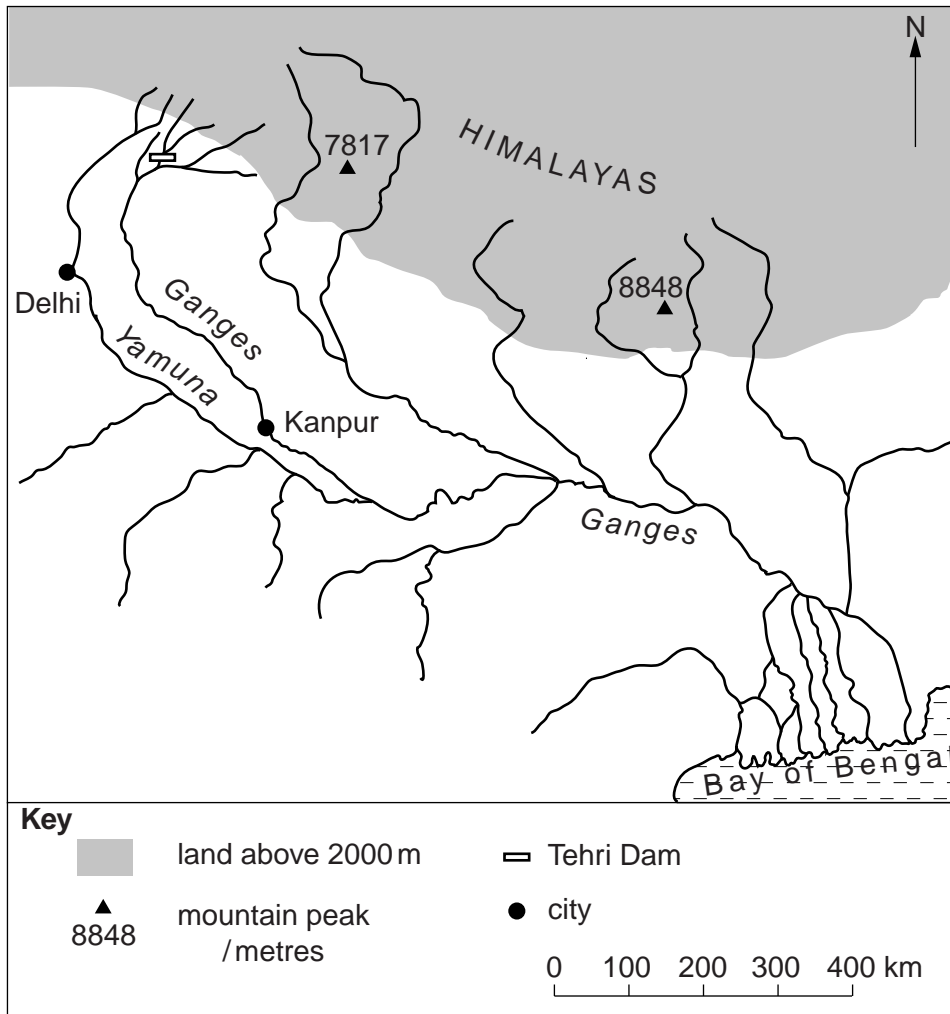 N
HIMALAYAS
7817
8848
Delhi
Ganges
Yamuna
Kanpur
Ganges
Bay of Bengal
Key
land above 2000 m
Tehri Dam
8848
mountain peak
/ metres
city
0 100 200 300 400 km